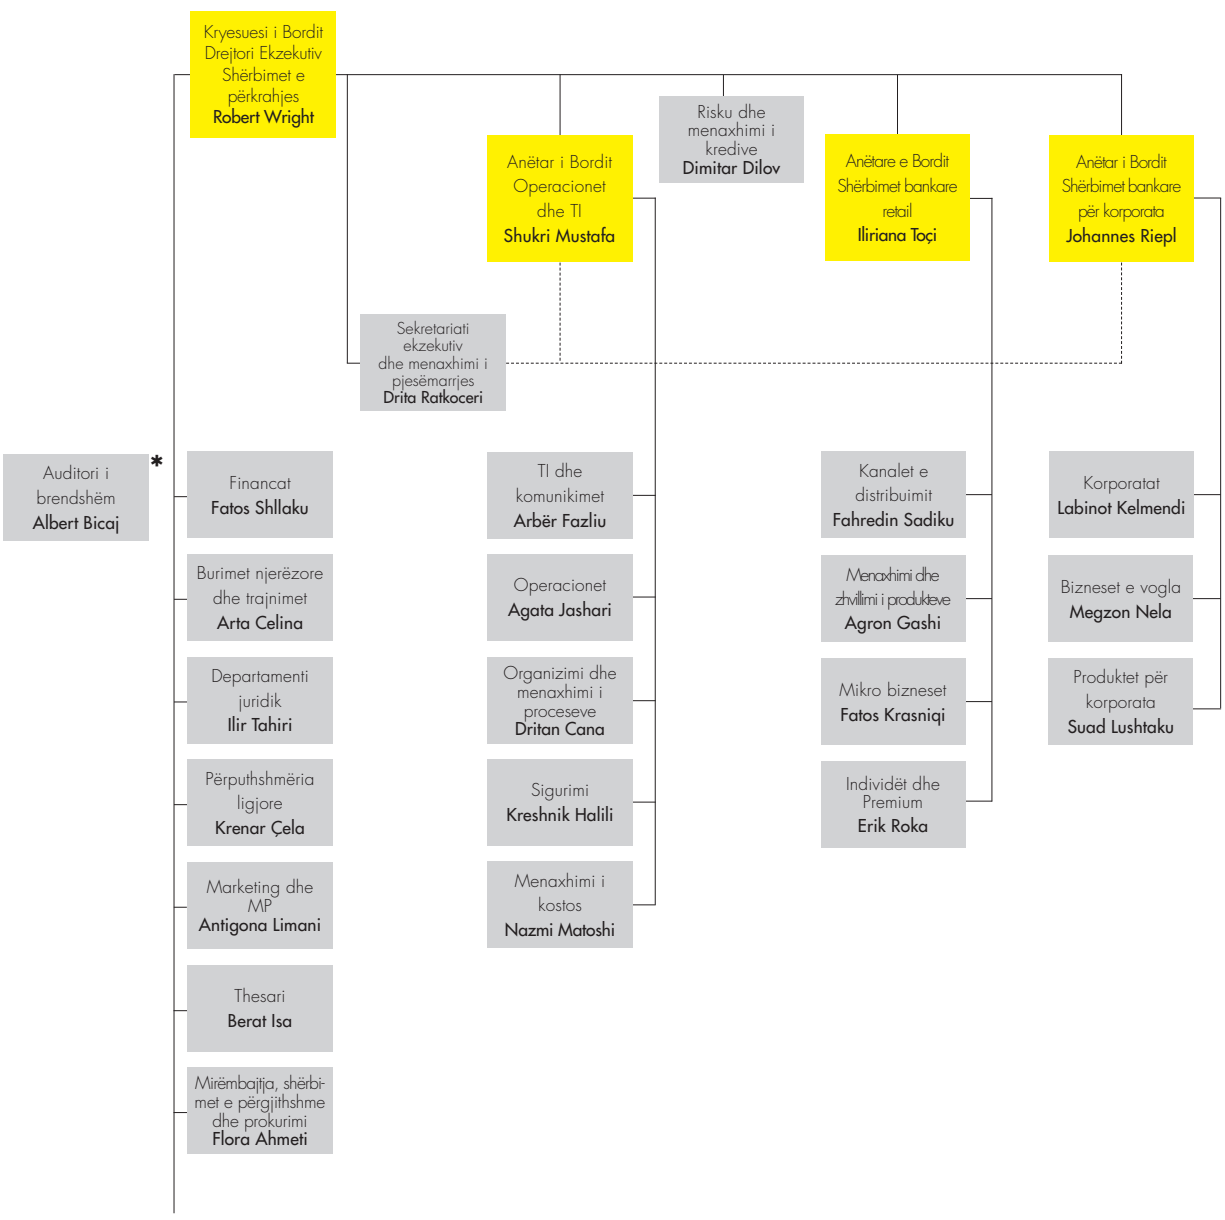 Kryesuesi i Bordit
Drejtori Ekzekutiv
Shërbimet e
përkrahjes
Robert Wright
Risku dhe
menaxhimi i
kredive
Dimitar Dilov
Anëtar i Bordit
Operacionet
dhe TI
Shukri Mustafa
Anëtare e Bordit
Shërbimet bankare
retail
Iliriana Toçi
Anëtar i Bordit
Shërbimet bankare
për korporata
Johannes Riepl
Sekretariati
ekzekutiv
dhe menaxhimi i
pjesëmarrjes
Drita Ratkoceri
Auditori i
brendshëm
Albert Bicaj
*
Financat
Fatos Shllaku
Burimet njerëzore
dhe trajnimet
Arta Celina
Departamenti
juridik
Ilir Tahiri
Përputhshmëria
ligjore
Krenar Çela
Marketing dhe
MP
Antigona Limani
Thesari
Berat Isa
Mirëmbajtja, shërbi-
met e përgjithshme
dhe prokurimi
Flora Ahmeti
TI dhe
komunikimet
Arbër Fazliu
Operacionet
Agata Jashari
Organizimi dhe
menaxhimi i
proceseve
Dritan Cana
Sigurimi
Kreshnik Halili
Menaxhimi i
kostos
Nazmi Matoshi
Kanalet e
distribuimit
Fahredin Sadiku
Menaxhimi dhe
zhvillimi i produkteve
Agron Gashi
Mikro bizneset
Fatos Krasniqi
Individët dhe
Premium
Erik Roka
Korporatat
Labinot Kelmendi
Bizneset e vogla
Megzon Nela
Produktet për
korporata
Suad Lushtaku